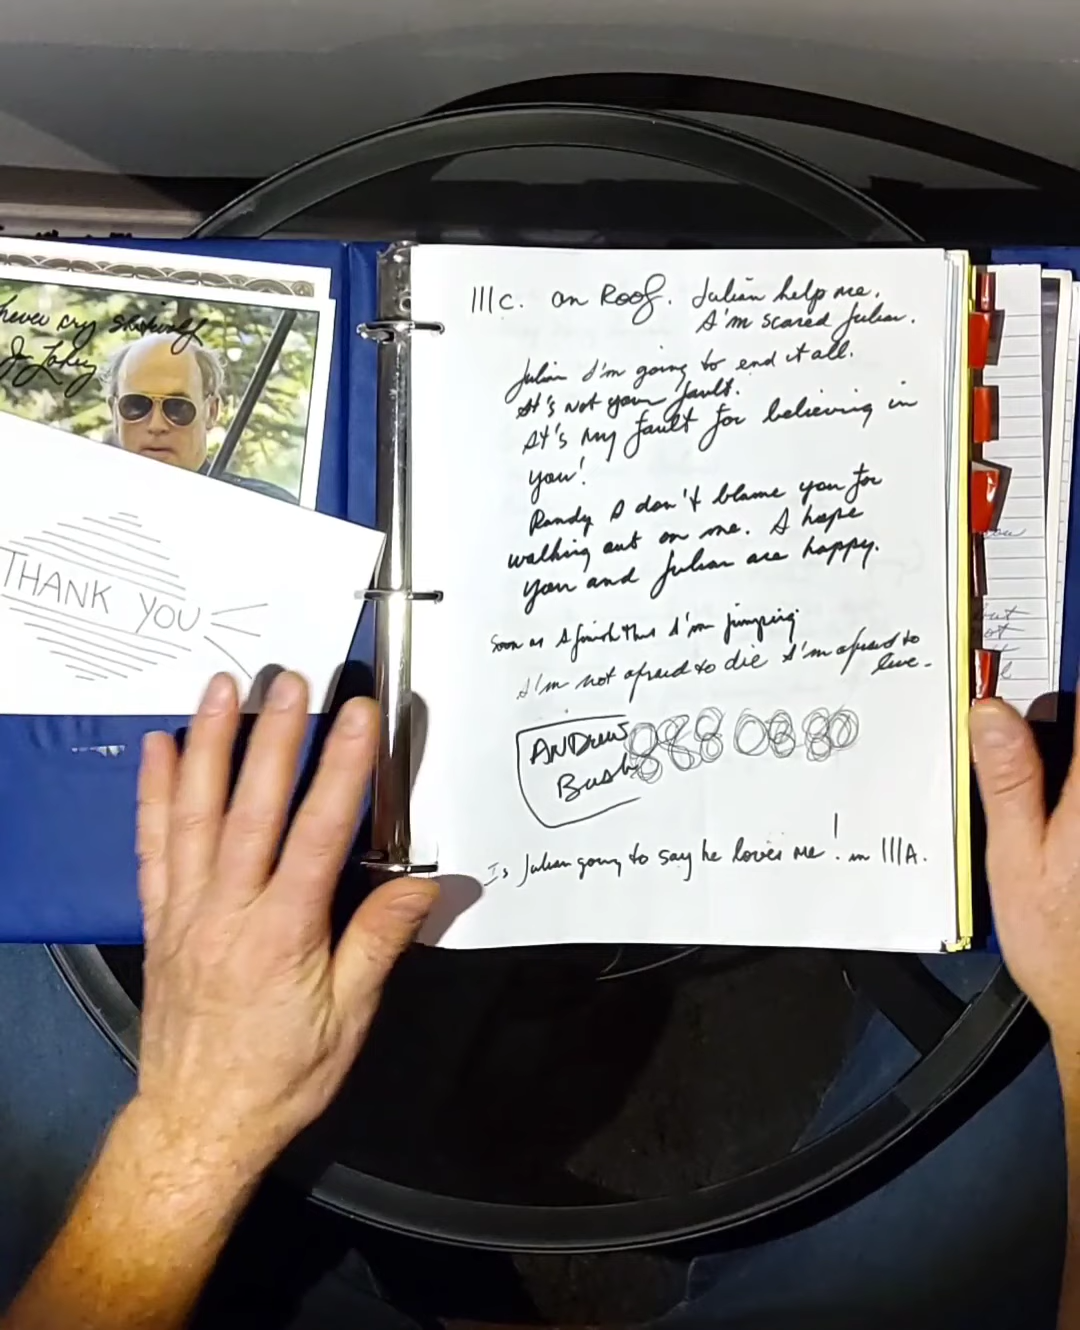 never cry shitwolf
J. Lahey
THANK YOU
111c. on Roof. Julian help me.
I'm scared Julian.
Julian I'm going to end it all.
It's not your fault.
It's my fault for believing in
you!
Randy I don't blame you for
walking out on me. I hope
you and Julian are happy.
Soon as I finish this I'm jumping
I'm not afraid to die I'm afraid to
live.
ANDrew
Bush
Is Julian going to say he loves me! in 111A.